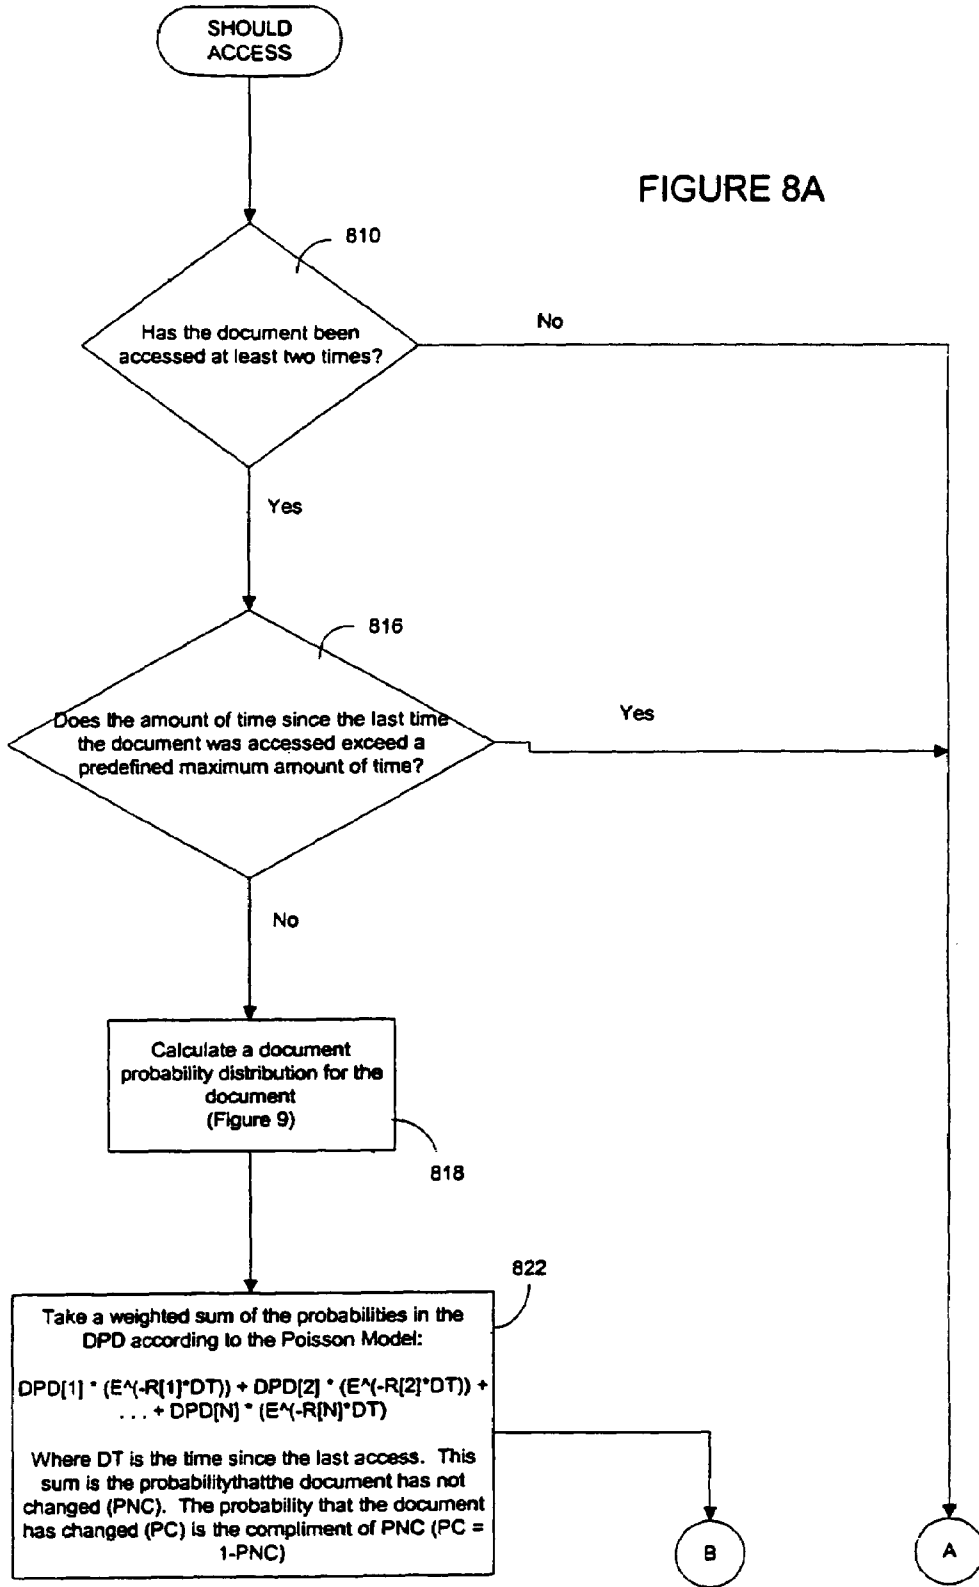 SHOULD
ACCESS
FIGURE 8A
810
Has the document been
accessed at least two times?
No
Yes
816
Does the amount of time since the last time
the document was accessed exceed a
predefined maximum amount of time?
Yes
No
Calculate a document
probability distribution for the
document
(Figure 9)
818
822
Take a weighted sum of the probabilities in the
DPD according to the Poisson Model:
DPD[1] * (E^(-R[1]*DT)) + DPD[2] * (E^(-R[2]*DT)) +
. . . + DPD[N] * (E^(-R[N]*DT)
Where DT is the time since the last access. This
sum is the probabilitythatthe document has not
changed (PNC). The probability that the document
has changed (PC) is the compliment of PNC (PC =
1-PNC)
B
A